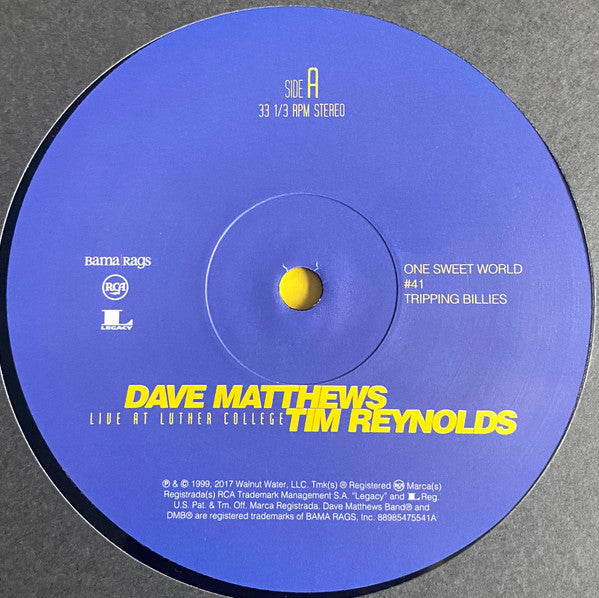 SIDE A
33 1/3 RPM STEREO
Bama Rags
RCA
L
LEGACY
ONE SWEET WORLD
#41
TRIPPING BILLIES
DAVE MATTHEWS
LIVE AT LUTHER COLLEGE TIM REYNOLDS
℗ & © 1999, 2017 Walnut Water, LLC. Tmk(s) ® Registered RCA Marca(s)
Registrada(s) RCA Trademark Management S.A. "Legacy" and L Reg.
U.S. Pat. & Tm. Off. Marca Registrada. Dave Matthews Band® and
DMB® are registered trademarks of BAMA RAGS, Inc. 88985475541A